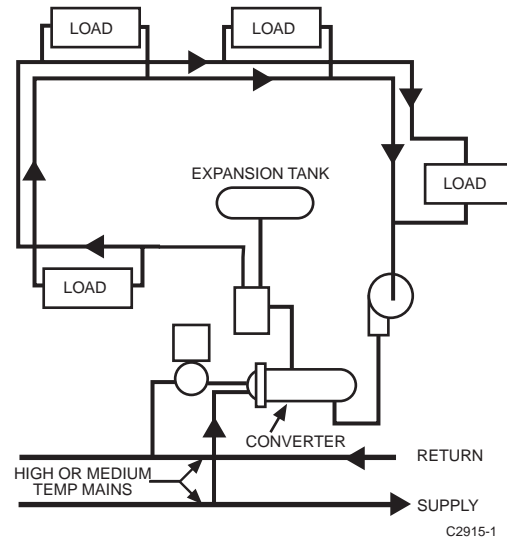 LOAD
LOAD
EXPANSION TANK
LOAD
LOAD
CONVERTER
RETURN
HIGH OR MEDIUM
TEMP MAINS
SUPPLY
C2915-1